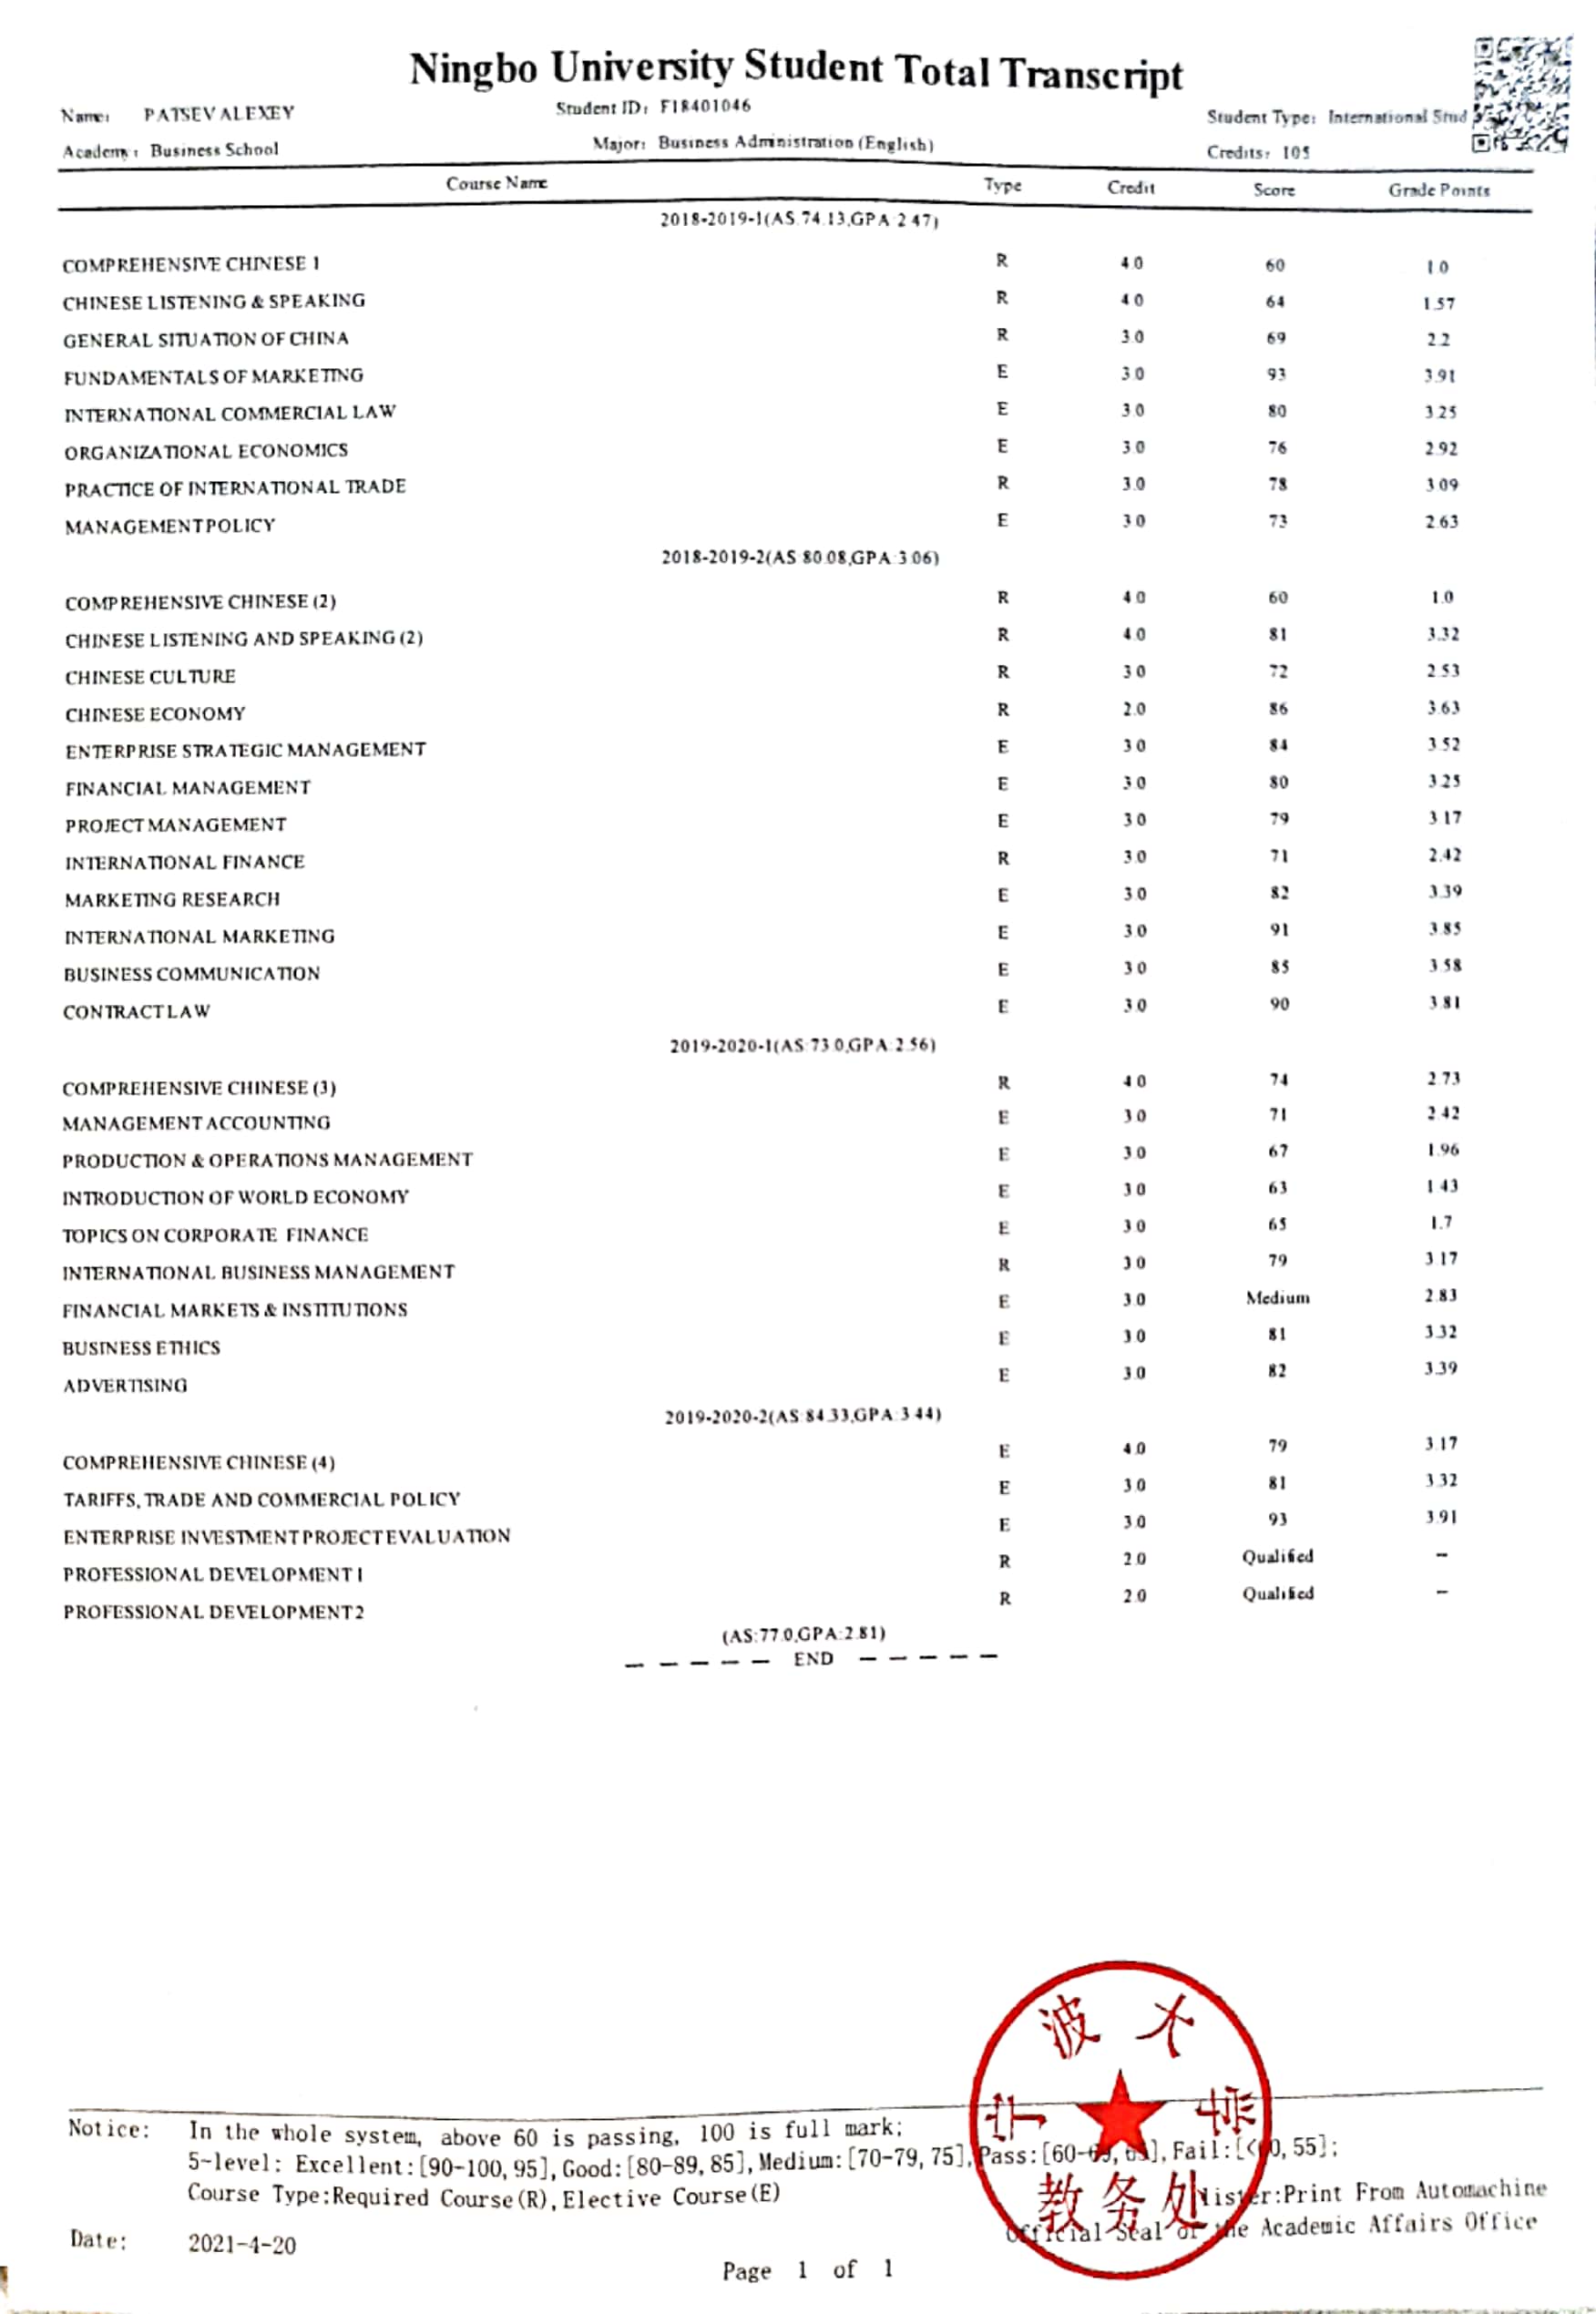 Ningbo University Student Total Transcript
Name: PATSEV ALEXEY Student ID: F18401046 Student Type: International Stud
Academy: Business School Major: Business Administration (English) Credits: 105
Course Name Type Credit Score Grade Points
2018-2019-1(AS:74.13,GPA:2.47)
COMPREHENSIVE CHINESE 1 R 4.0 60 1.0
CHINESE LISTENING & SPEAKING R 4.0 64 1.57
GENERAL SITUATION OF CHINA R 3.0 69 2.2
FUNDAMENTALS OF MARKETING E 3.0 93 3.91
INTERNATIONAL COMMERCIAL LAW E 3.0 80 3.25
ORGANIZATIONAL ECONOMICS E 3.0 76 2.92
PRACTICE OF INTERNATIONAL TRADE R 3.0 78 3.09
MANAGEMENT POLICY E 3.0 73 2.63
2018-2019-2(AS:80.08,GPA:3.06)
COMPREHENSIVE CHINESE (2) R 4.0 60 1.0
CHINESE LISTENING AND SPEAKING (2) R 4.0 81 3.32
CHINESE CULTURE R 3.0 72 2.53
CHINESE ECONOMY R 2.0 86 3.63
ENTERPRISE STRATEGIC MANAGEMENT E 3.0 84 3.52
FINANCIAL MANAGEMENT E 3.0 80 3.25
PROJECT MANAGEMENT E 3.0 79 3.17
INTERNATIONAL FINANCE R 3.0 71 2.42
MARKETING RESEARCH E 3.0 82 3.39
INTERNATIONAL MARKETING E 3.0 91 3.85
BUSINESS COMMUNICATION E 3.0 85 3.58
CONTRACT LAW E 3.0 90 3.81
2019-2020-1(AS:73.0,GPA:2.56)
COMPREHENSIVE CHINESE (3) R 4.0 74 2.73
MANAGEMENT ACCOUNTING E 3.0 71 2.42
PRODUCTION & OPERATIONS MANAGEMENT E 3.0 67 1.96
INTRODUCTION OF WORLD ECONOMY E 3.0 63 1.43
TOPICS ON CORPORATE FINANCE E 3.0 65 1.7
INTERNATIONAL BUSINESS MANAGEMENT R 3.0 79 3.17
FINANCIAL MARKETS & INSTITUTIONS E 3.0 Medium 2.83
BUSINESS ETHICS E 3.0 81 3.32
ADVERTISING E 3.0 82 3.39
2019-2020-2(AS:84.33,GPA:3.44)
COMPREHENSIVE CHINESE (4) E 4.0 79 3.17
TARIFFS, TRADE AND COMMERCIAL POLICY E 3.0 81 3.32
ENTERPRISE INVESTMENT PROJECT EVALUATION E 3.0 93 3.91
PROFESSIONAL DEVELOPMENT 1 R 2.0 Qualified --
PROFESSIONAL DEVELOPMENT 2 R 2.0 Qualified --
(AS:77.0,GPA:2.81)
— — — — — END — — — — —
波大
教务处
Notice: In the whole system, above 60 is passing, 100 is full mark;
5-level: Excellent:[90-100,95],Good:[80-89,85],Medium:[70-79,75],Pass:[60-69,65],Fail:[<60,55];
Course Type:Required Course(R),Elective Course(E) Print From Automachine
Official Seal of the Academic Affairs Office
Date: 2021-4-20
Page 1 of 1